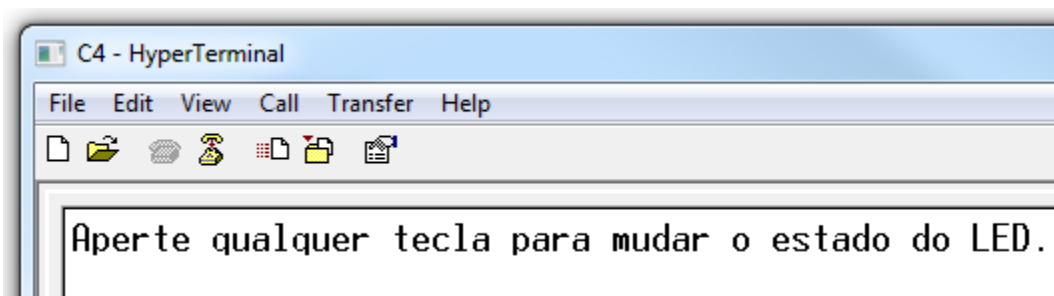 C4 - HyperTerminal
File Edit View Call Transfer Help
Aperte qualquer tecla para mudar o estado do LED.